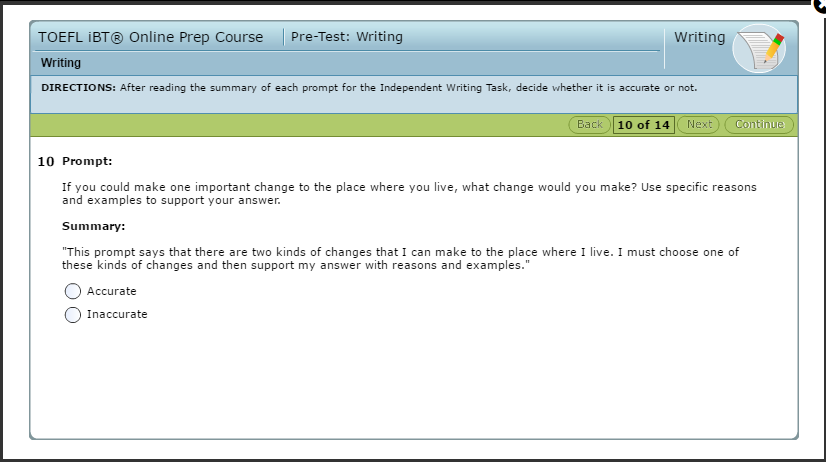 TOEFL iBT® Online Prep Course Pre-Test: Writing Writing
Writing
DIRECTIONS: After reading the summary of each prompt for the Independent Writing Task, decide whether it is accurate or not.
Back 10 of 14 Next Continue
10 Prompt:
If you could make one important change to the place where you live, what change would you make? Use specific reasons
and examples to support your answer.
Summary:
"This prompt says that there are two kinds of changes that I can make to the place where I live. I must choose one of
these kinds of changes and then support my answer with reasons and examples."
Accurate
Inaccurate